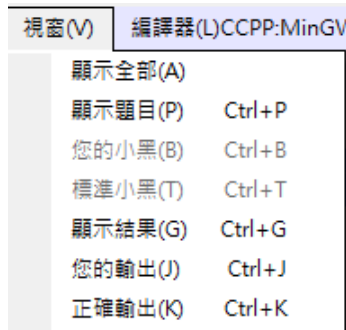 視窗(V) 編譯器(L)CCPP:MinGW
顯示全部(A)
顯示題目(P) Ctrl+P
您的小黑(B) Ctrl+B
標準小黑(T) Ctrl+T
顯示結果(G) Ctrl+G
您的輸出(J) Ctrl+J
正確輸出(K) Ctrl+K